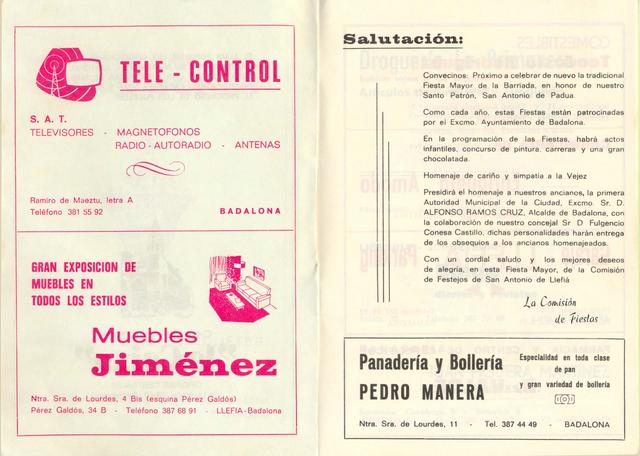 TELE - CONTROL
S. A. T.
TELEVISORES - MAGNETOFONOS
RADIO - AUTORADIO - ANTENAS
Ramiro de Maeztu, letra A
Teléfono 381 55 92
BADALONA
GRAN EXPOSICION DE
MUEBLES EN
TODOS LOS ESTILOS
Muebles
Jiménez
Ntra. Sra. de Lourdes, 4 Bis (esquina Pérez Galdós)
Pérez Galdós, 34 B - Teléfono 387 68 91 - LLEFIA-Badalona
Salutación:
Convecinos: Próximo a celebrar de nuevo la tradicional
Fiesta Mayor de la Barriada, en honor de nuestro
Santo Patrón, San Antonio de Padua.
Como cada año, estas Fiestas están patrocinadas
por el Excmo. Ayuntamiento de Badalona.
En la programación de las Fiestas, habrá actos
infantiles, concurso de pintura, carreras y una gran
chocolatada.
Homenaje de cariño y simpatia a la Vejez
Presidirá el homenaje a nuestros ancianos, la primera
Autoridad Municipal de la Ciudad, Excmo. Sr. D.
ALFONSO RAMOS CRUZ, Alcalde de Badalona, con
la colaboración de nuestro concejal Sr D Fulgencio
Conesa Castillo, dichas personalidades harán entrega
de los obsequios a los ancianos homenajeados.
Con un cordial saludo y los mejores deseos
de alegria, en esta Fiesta Mayor, de la Comisión
de Festejos de San Antonio de Llefiá
La Comisión
de Fiestas
Panadería y Bollería
PEDRO MANERA
Especialidad en toda clase
de pan
y gran variedad de bollería
Ntra. Sra. de Lourdes, 11 - Tel. 387 44 49 - BADALONA